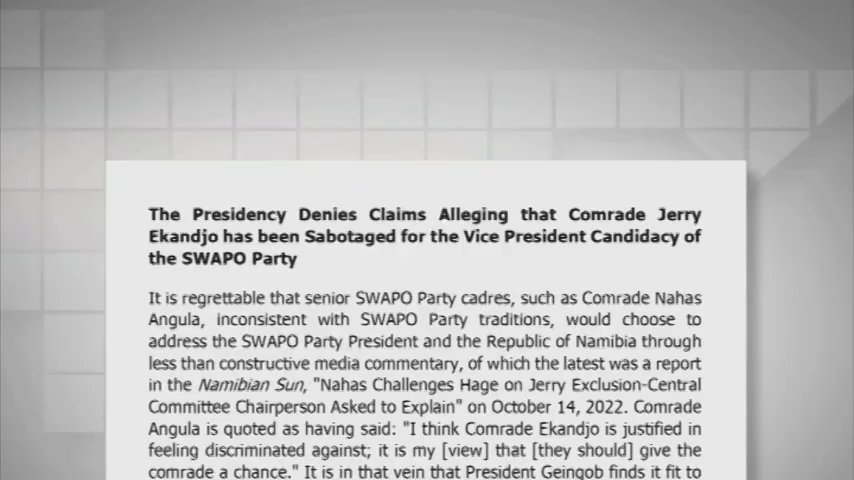 The Presidency Denies Claims Alleging that Comrade Jerry
Ekandjo has been Sabotaged for the Vice President Candidacy of
the SWAPO Party
It is regrettable that senior SWAPO Party cadres, such as Comrade Nahas
Angula, inconsistent with SWAPO Party traditions, would choose to
address the SWAPO Party President and the Republic of Namibia through
less than constructive media commentary, of which the latest was a report
in the Namibian Sun, "Nahas Challenges Hage on Jerry Exclusion-Central
Committee Chairperson Asked to Explain" on October 14, 2022. Comrade
Angula is quoted as having said: "I think Comrade Ekandjo is justified in
feeling discriminated against; it is my [view] that [they should] give the
comrade a chance." It is in that vein that President Geingob finds it fit to